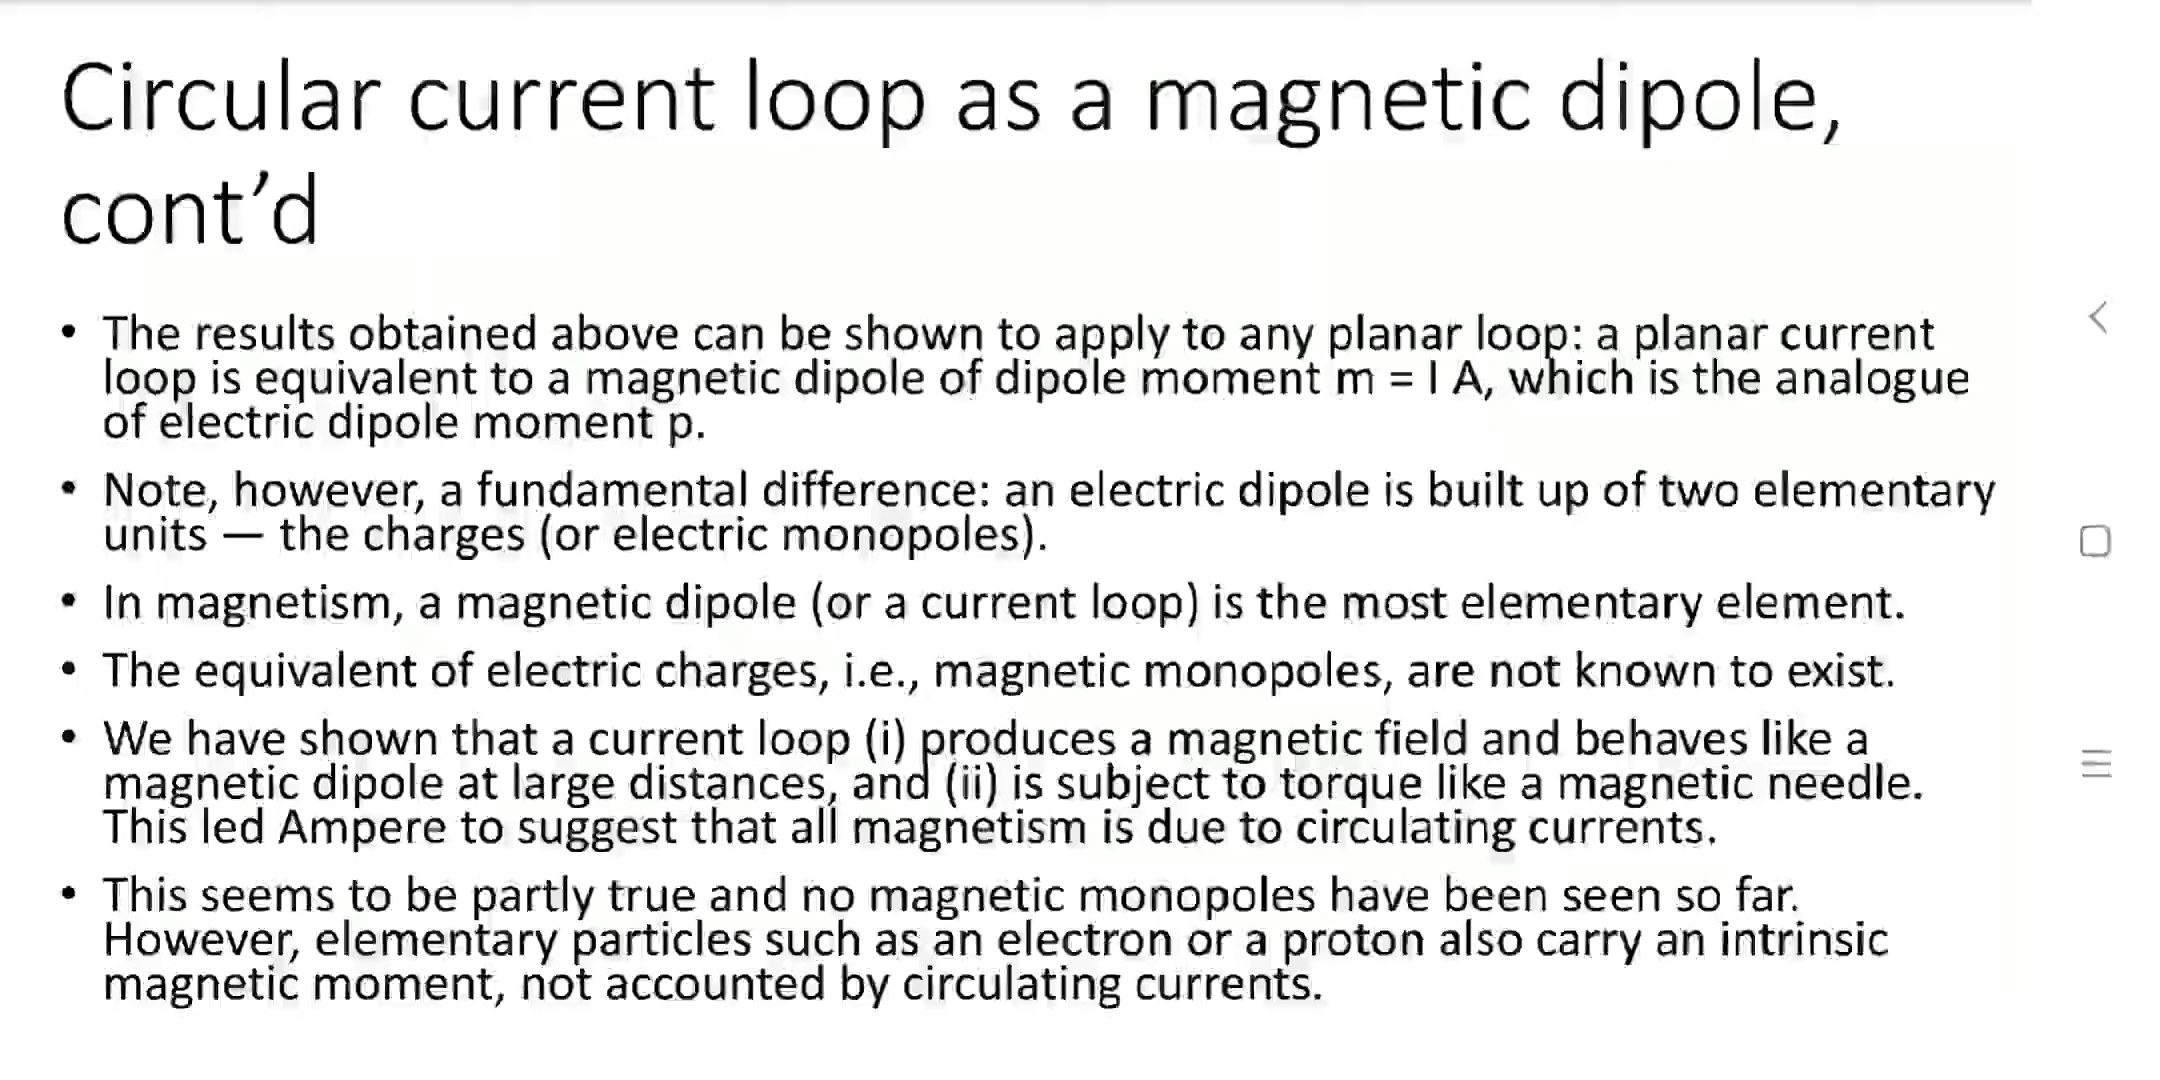 Circular current loop as a magnetic dipole,
cont’d
• The results obtained above can be shown to apply to any planar loop: a planar current
loop is equivalent to a magnetic dipole of dipole moment m = I A, which is the analogue
of electric dipole moment p.
• Note, however, a fundamental difference: an electric dipole is built up of two elementary
units — the charges (or electric monopoles).
• In magnetism, a magnetic dipole (or a current loop) is the most elementary element.
• The equivalent of electric charges, i.e., magnetic monopoles, are not known to exist.
• We have shown that a current loop (i) produces a magnetic field and behaves like a
magnetic dipole at large distances, and (ii) is subject to torque like a magnetic needle.
This led Ampere to suggest that all magnetism is due to circulating currents.
• This seems to be partly true and no magnetic monopoles have been seen so far.
However, elementary particles such as an electron or a proton also carry an intrinsic
magnetic moment, not accounted by circulating currents.